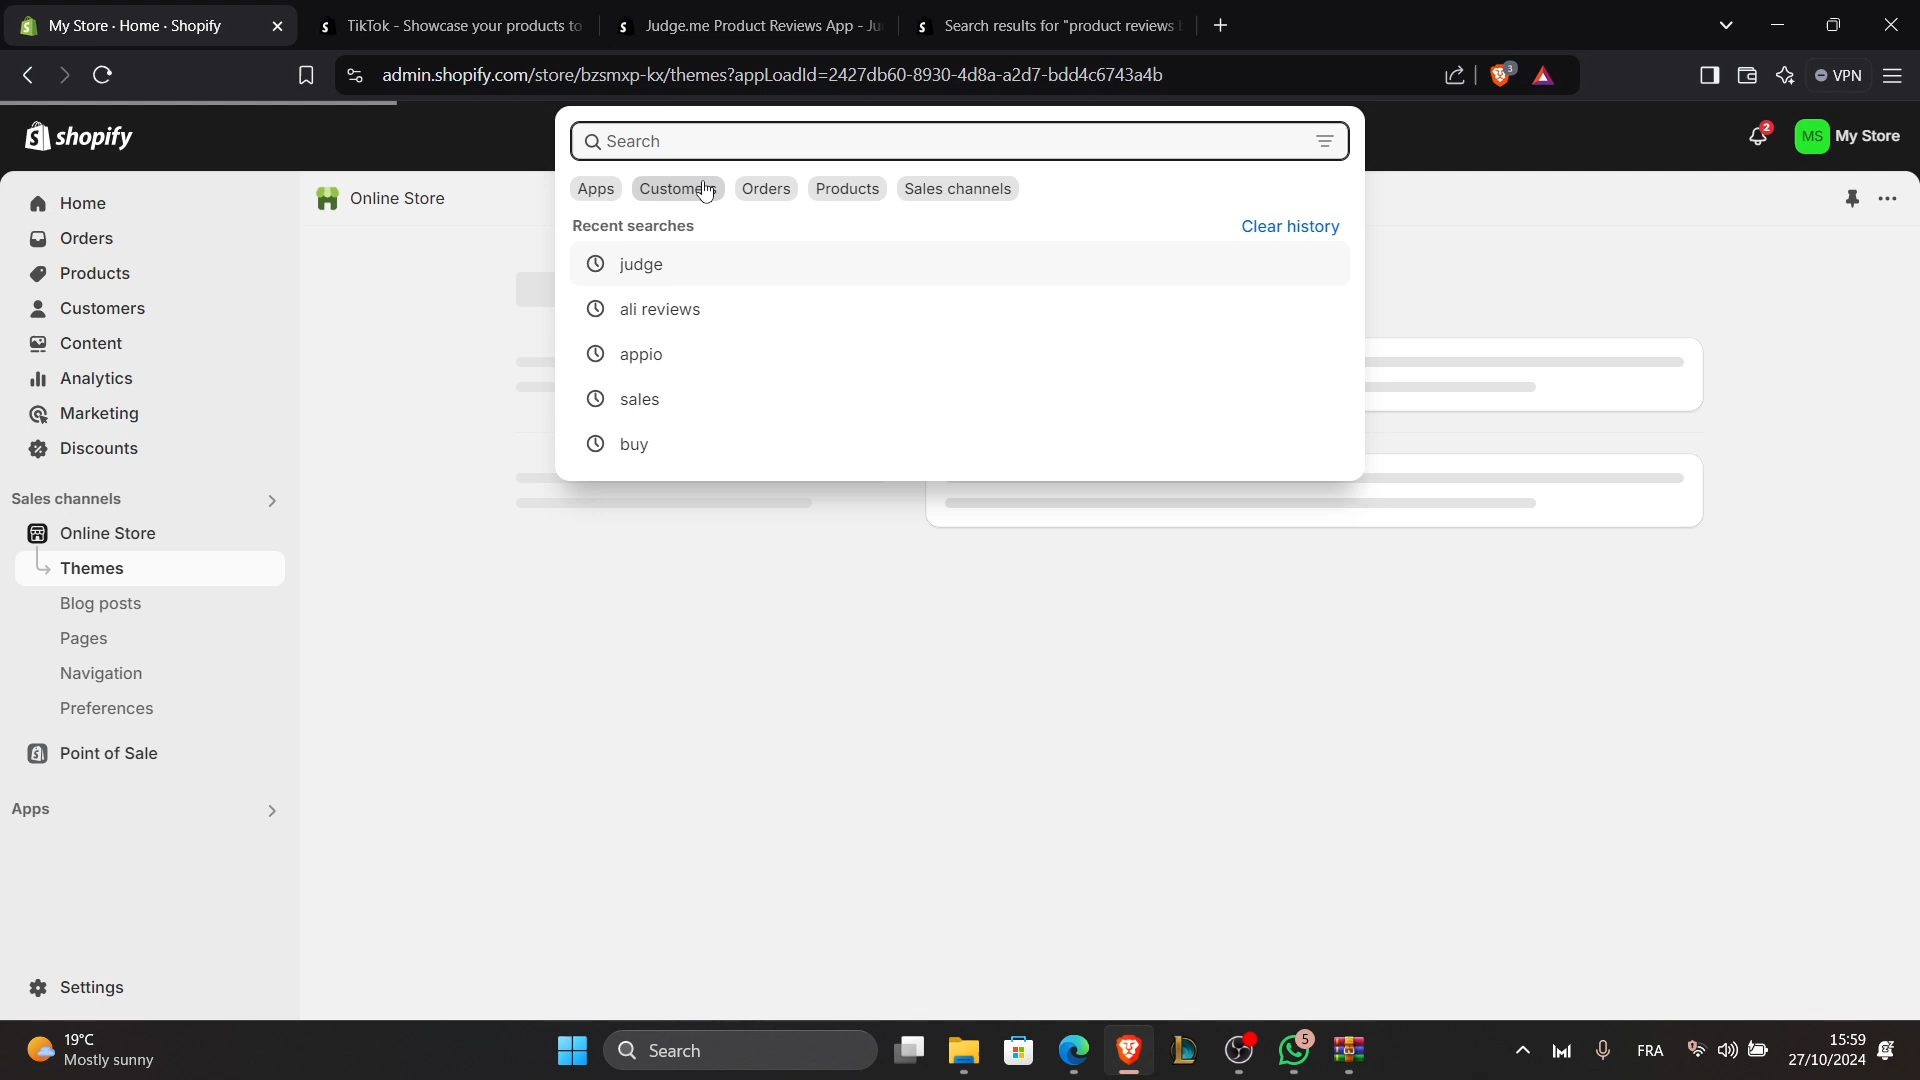 My Store · Home · Shopify
TikTok - Showcase your products to
Judge.me Product Reviews App - Ju
Search results for "product reviews
admin.shopify.com/store/bzsmxp-kx/themes?appLoadId=2427db60-8930-4d8a-a2d7-bdd4c6743a4b
3
VPN
shopify
Search
2
MS
My Store
Apps
Customers
Orders
Products
Sales channels
Recent searches
Clear history
judge
ali reviews
appio
sales
buy
Online Store
Home
Orders
Products
Customers
Content
Analytics
Marketing
Discounts
Sales channels
Online Store
Themes
Blog posts
Pages
Navigation
Preferences
Point of Sale
Apps
Settings
19°C
Mostly sunny
Search
5
FRA
15:59
27/10/2024